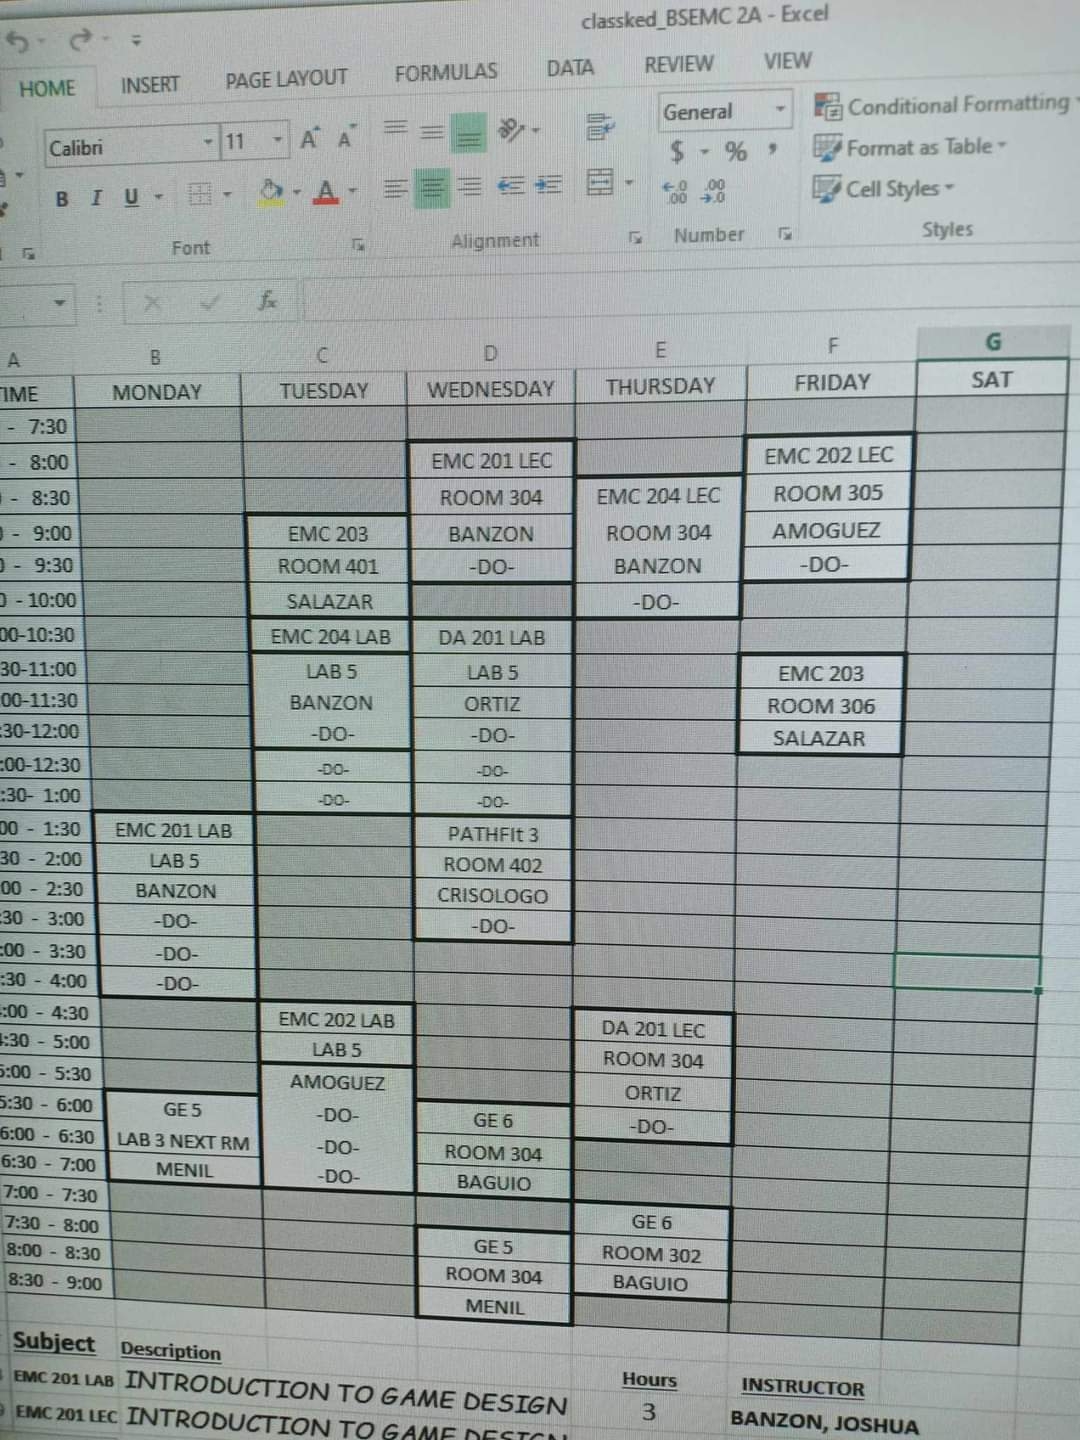 classked_BSEMC 2A - Excel
HOME INSERT PAGE LAYOUT FORMULAS DATA REVIEW VIEW
Calibri 11 A A General Conditional Formatting
$ % , Format as Table
B I U A .0 .00 .00 .0 Cell Styles
Font Alignment Number Styles
fx
A B C D E F G
IME MONDAY TUESDAY WEDNESDAY THURSDAY FRIDAY SAT
- 7:30
- 8:00 EMC 201 LEC EMC 202 LEC
- 8:30 ROOM 304 EMC 204 LEC ROOM 305
- 9:00 EMC 203 BANZON ROOM 304 AMOGUEZ
- 9:30 ROOM 401 -DO- BANZON -DO-
0 - 10:00 SALAZAR -DO-
00-10:30 EMC 204 LAB DA 201 LAB
30-11:00 LAB 5 LAB 5 EMC 203
00-11:30 BANZON ORTIZ ROOM 306
:30-12:00 -DO- -DO- SALAZAR
:00-12:30 -DO- -DO-
:30- 1:00 -DO- -DO-
00 - 1:30 EMC 201 LAB PATHFIt 3
30 - 2:00 LAB 5 ROOM 402
00 - 2:30 BANZON CRISOLOGO
:30 - 3:00 -DO- -DO-
:00 - 3:30 -DO-
:30 - 4:00 -DO-
:00 - 4:30 EMC 202 LAB DA 201 LEC
4:30 - 5:00 LAB 5 ROOM 304
5:00 - 5:30 AMOGUEZ ORTIZ
5:30 - 6:00 GE 5 -DO- GE 6 -DO-
6:00 - 6:30 LAB 3 NEXT RM -DO- ROOM 304
6:30 - 7:00 MENIL -DO- BAGUIO
7:00 - 7:30 GE 6
7:30 - 8:00 GE 5 ROOM 302
8:00 - 8:30 ROOM 304 BAGUIO
8:30 - 9:00 MENIL
Subject Description Hours INSTRUCTOR
EMC 201 LAB INTRODUCTION TO GAME DESIGN 3 BANZON, JOSHUA
EMC 201 LEC INTRODUCTION TO GAME DESIGN